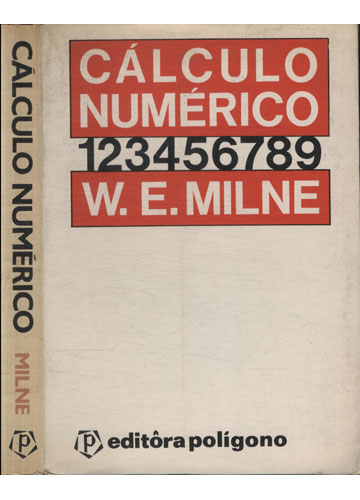 CÁLCULO NUMÉRICO MILNE
P
CÁLCULO
NUMÉRICO
123456789
W. E. MILNE
P editôra polígono